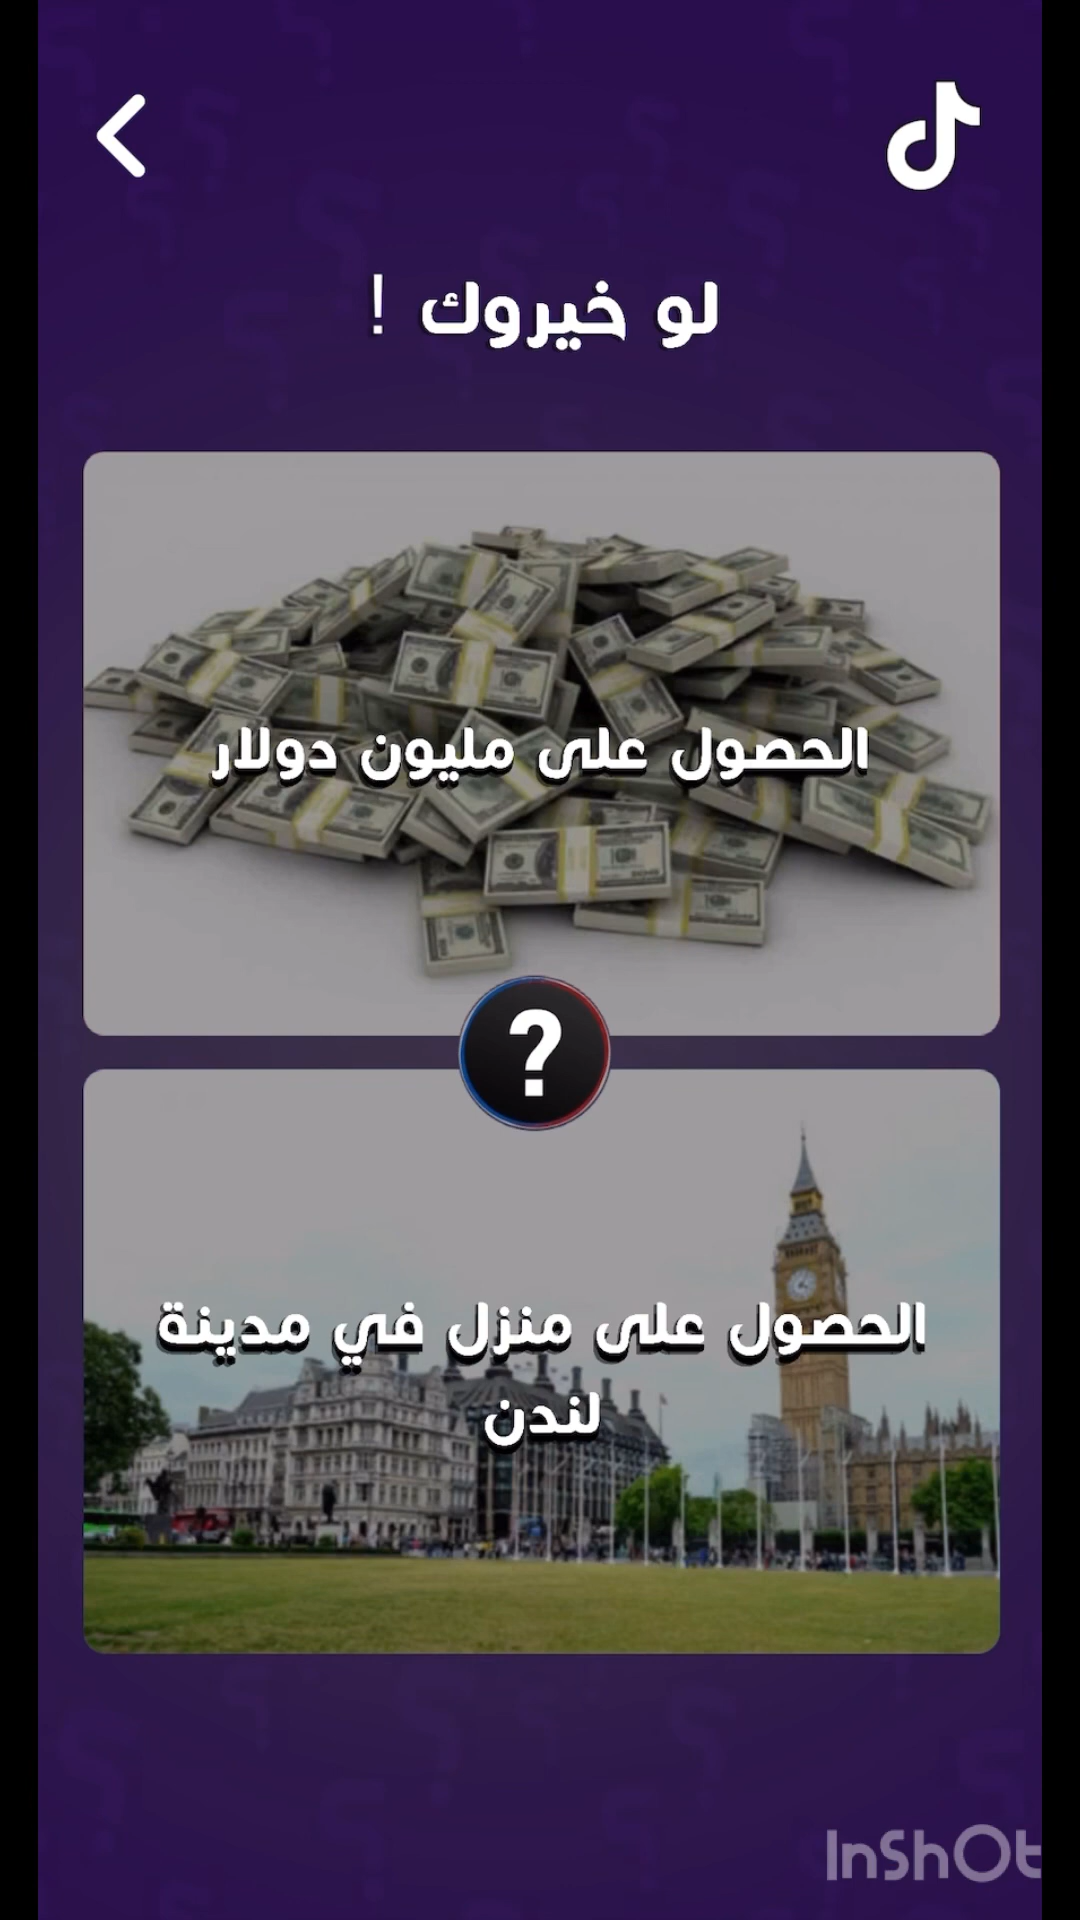 لو خيروك !
الحصول على مليون دولار
?
الحصول على منزل في مدينة
لندن
InShOt